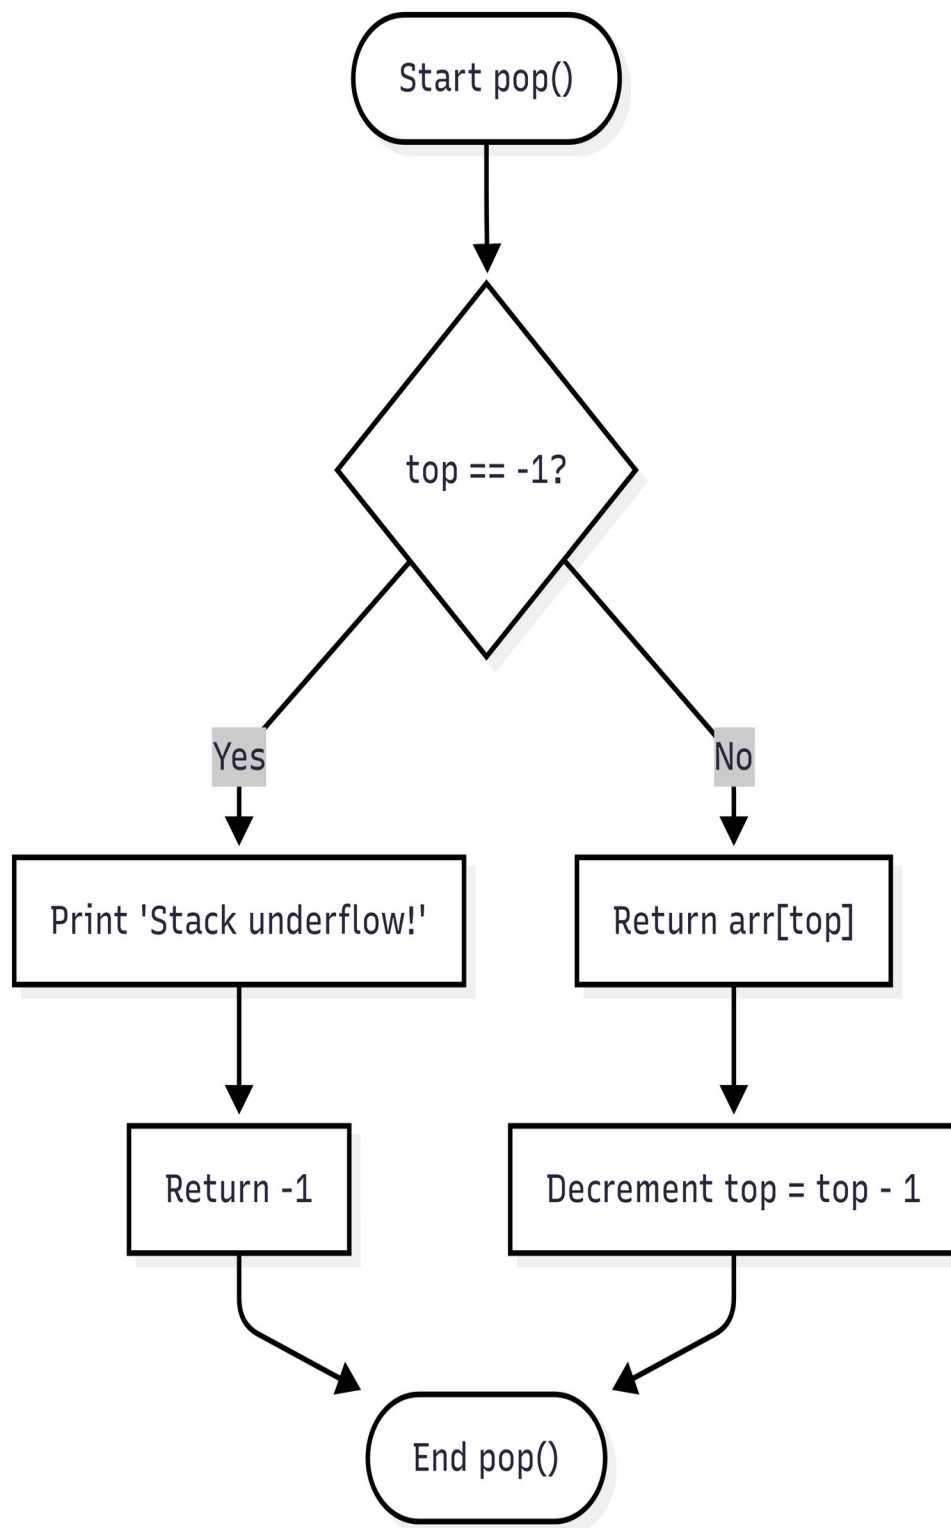 Start pop()
top == -1?
Yes
No
Print 'Stack underflow!'
Return arr[top]
Return -1
Decrement top = top - 1
End pop()